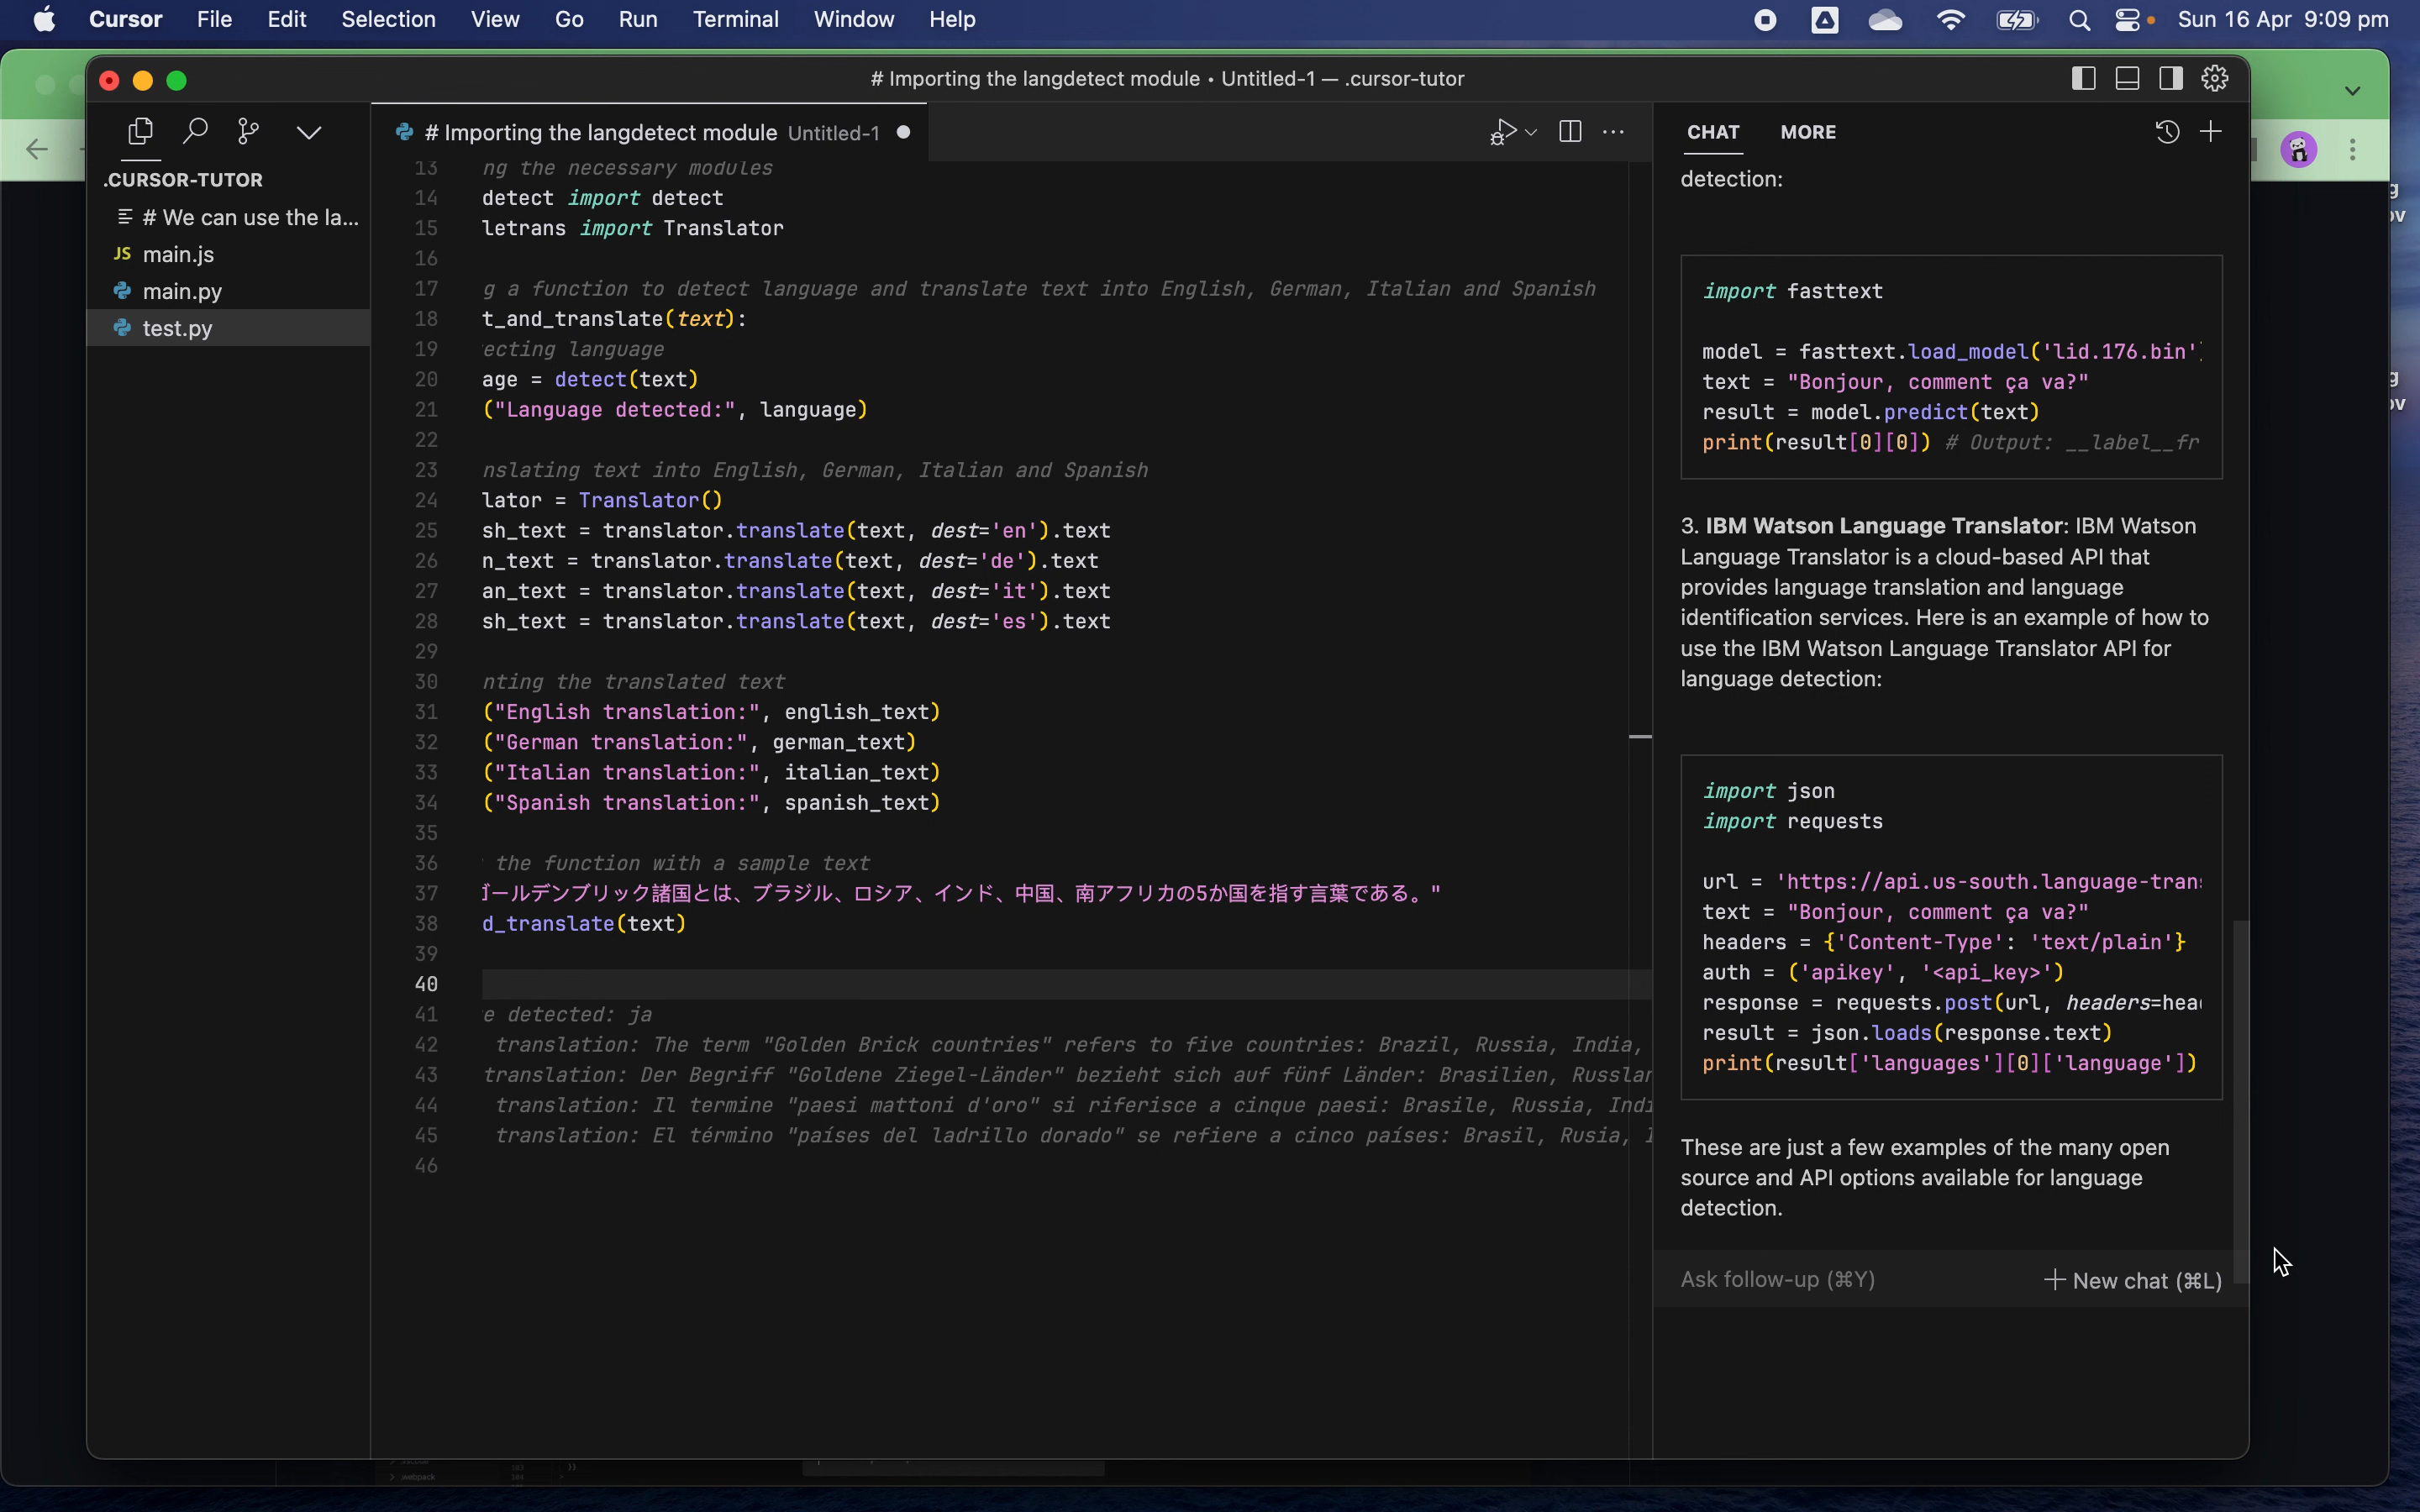 Cursor File Edit Selection View Go Run Terminal Window Help Sun 16 Apr 9:09 pm
# Importing the langdetect module • Untitled-1 — .cursor-tutor
# Importing the langdetect module Untitled-1
.CURSOR-TUTOR
# We can use the la...
JS main.js
main.py
test.py
13 ng the necessary modules
14 detect import detect
15 letrans import Translator
16
17 g a function to detect language and translate text into English, German, Italian and Spanish
18 t_and_translate(text):
19 ecting language
20 age = detect(text)
21 ("Language detected:", language)
22
23 nslating text into English, German, Italian and Spanish
24 lator = Translator()
25 sh_text = translator.translate(text, dest='en').text
26 n_text = translator.translate(text, dest='de').text
27 an_text = translator.translate(text, dest='it').text
28 sh_text = translator.translate(text, dest='es').text
29
30 nting the translated text
31 ("English translation:", english_text)
32 ("German translation:", german_text)
33 ("Italian translation:", italian_text)
34 ("Spanish translation:", spanish_text)
35
36 the function with a sample text
37 ゴールデンブリック諸国とは、ブラジル、ロシア、インド、中国、南アフリカの5か国を指す言葉である。"
38 d_translate(text)
39
40
41 e detected: ja
42 translation: The term "Golden Brick countries" refers to five countries: Brazil, Russia, India,
43 translation: Der Begriff "Goldene Ziegel-Länder" bezieht sich auf fünf Länder: Brasilien, Russlan
44 translation: Il termine "paesi mattoni d'oro" si riferisce a cinque paesi: Brasile, Russia, Indi
45 translation: El término "países del ladrillo dorado" se refiere a cinco países: Brasil, Rusia, I
46
CHAT MORE
detection:
import fasttext
model = fasttext.load_model('lid.176.bin')
text = "Bonjour, comment ça va?"
result = model.predict(text)
print(result[0][0]) # Output: __label__fr
3. IBM Watson Language Translator: IBM Watson
Language Translator is a cloud-based API that
provides language translation and language
identification services. Here is an example of how to
use the IBM Watson Language Translator API for
language detection:
import json
import requests
url = 'https://api.us-south.language-trans
text = "Bonjour, comment ça va?"
headers = {'Content-Type': 'text/plain'}
auth = ('apikey', '<api_key>')
response = requests.post(url, headers=head
result = json.loads(response.text)
print(result['languages'][0]['language'])
These are just a few examples of the many open
source and API options available for language
detection.
Ask follow-up (⌘Y) + New chat (⌘L)